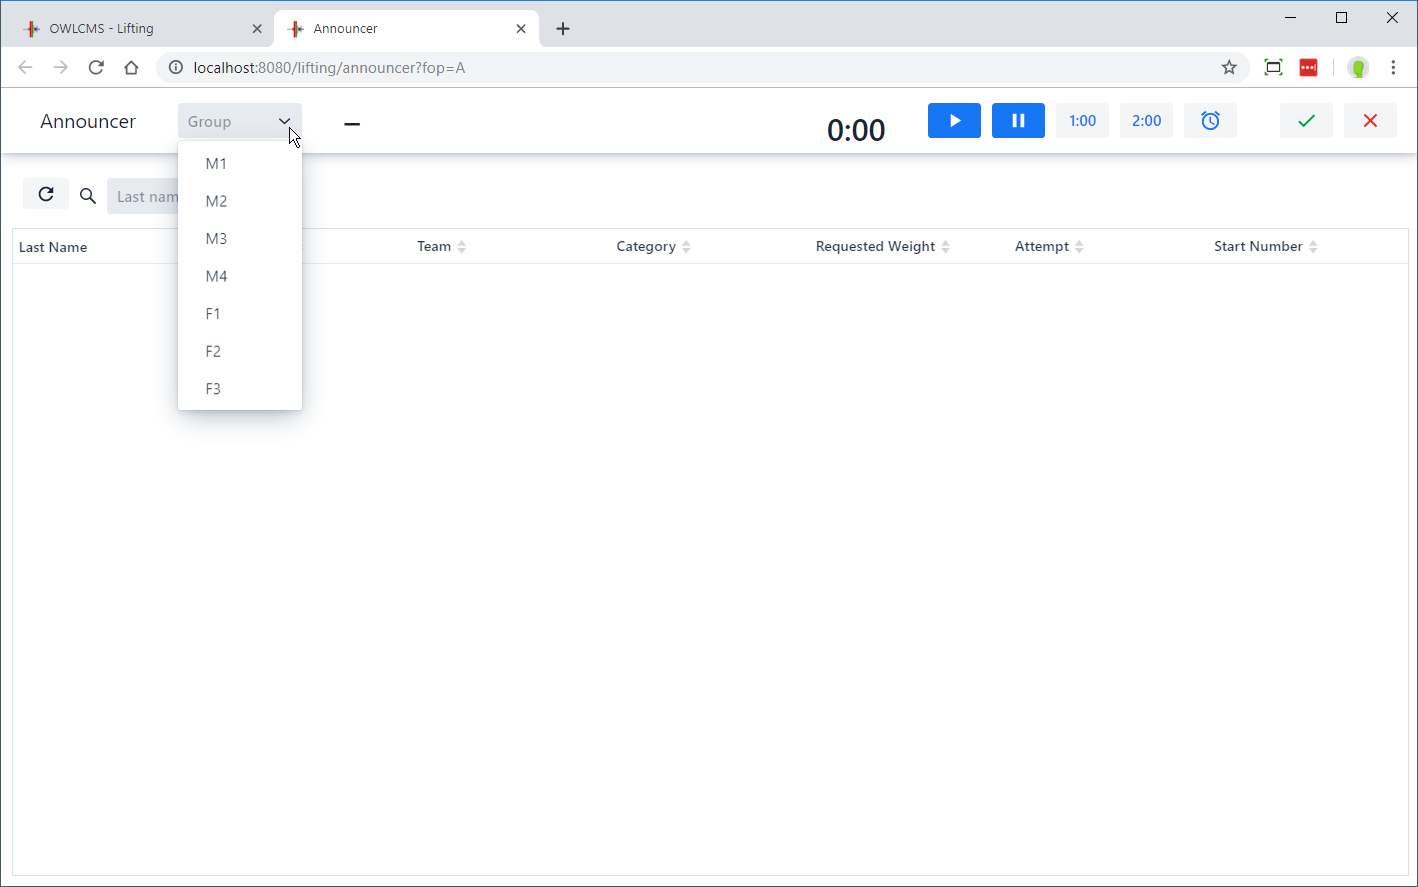 OWLCMS - Lifting
Announcer
localhost:8080/lifting/announcer?fop=A
Announcer
Group
–
0:00
1:00
2:00
M1
M2
M3
M4
F1
F2
F3
Last nam
Last Name
Team
Category
Requested Weight
Attempt
Start Number